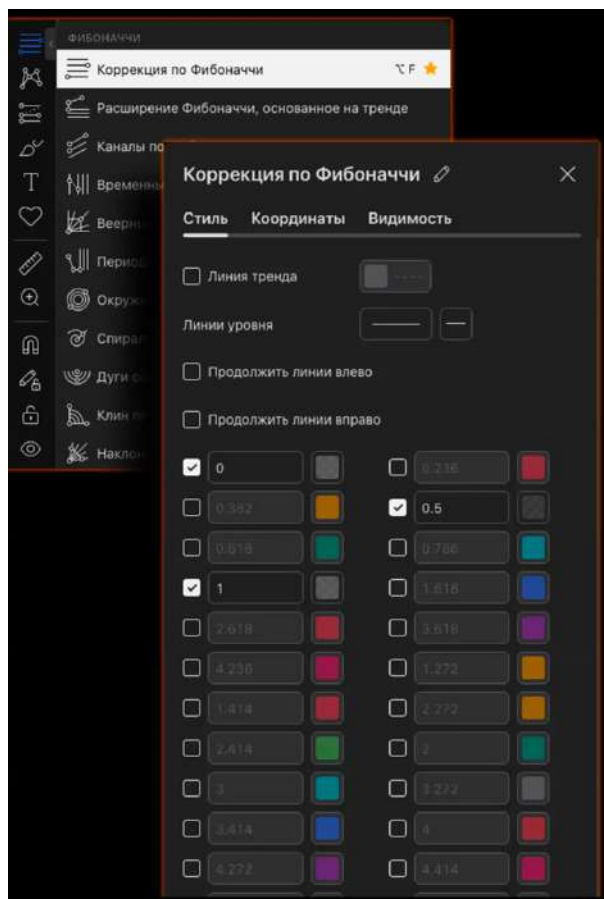 ФИБОНАЧЧИ
Коррекция по Фибоначчи ⌥ F
Расширение Фибоначчи, основанное на тренде
Каналы по
Коррекция по Фибоначчи
Стиль Координаты Видимость
Линия тренда
Линии уровня
Продолжить линии влево
Продолжить линии вправо
0 0.236
0.382 0.5
0.618 0.786
1 1.618
2.618 3.618
4.236 1.272
1.414 2.272
2.414 2
3 3.272
3.414 4
4.272 4.414
Временны
Веерн
Перио
Окруж
Спирал
Дуги
Клин
Наклон